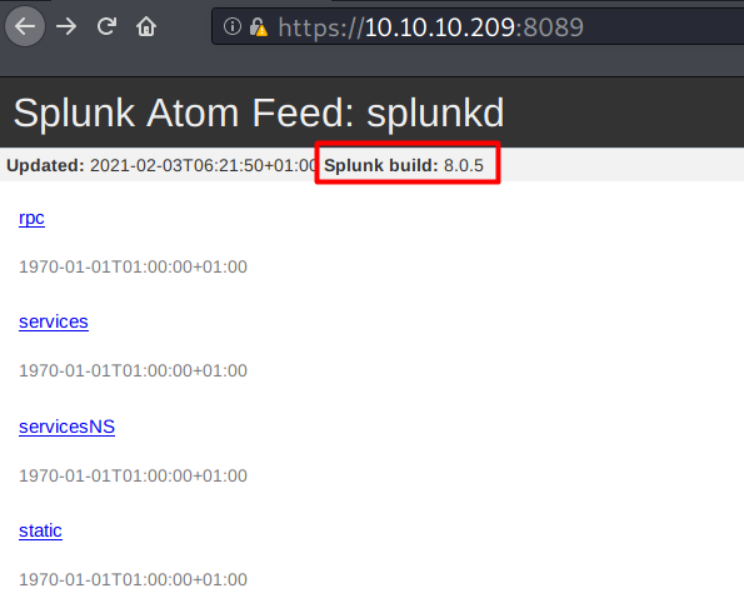 https://10.10.10.209:8089
Splunk Atom Feed: splunkd
Updated: 2021-02-03T06:21:50+01:00 Splunk build: 8.0.5
rpc
1970-01-01T01:00:00+01:00
services
1970-01-01T01:00:00+01:00
servicesNS
1970-01-01T01:00:00+01:00
static
1970-01-01T01:00:00+01:00